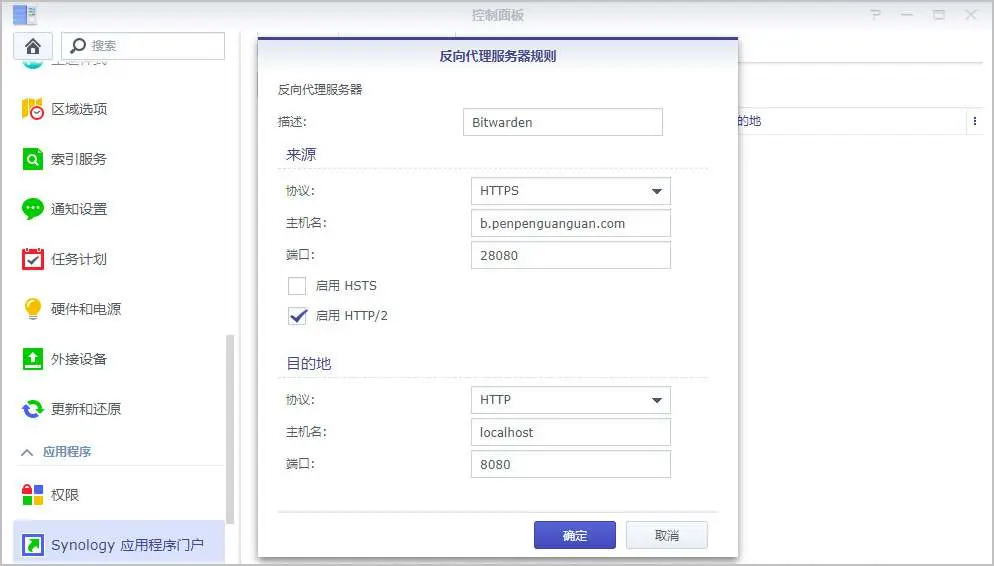 控制面板
搜索
区域选项
索引服务
通知设置
任务计划
硬件和电源
外接设备
更新和还原
应用程序
权限
Synology 应用程序门户
反向代理服务器规则
反向代理服务器
描述: Bitwarden
来源
协议: HTTPS
主机名: b.penpenguanguan.com
端口: 28080
启用 HSTS
启用 HTTP/2
目的地
协议: HTTP
主机名: localhost
端口: 8080
确定 取消
的地